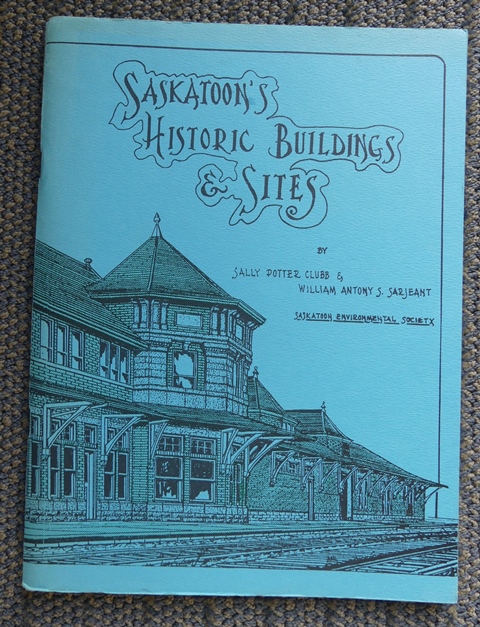 SASKATOON'S
HISTORIC BUILDINGS
& SITES
BY
SALLY POTTER CLUBB &
WILLIAM ANTONY S. SARJEANT
SASKATOON ENVIRONMENTAL SOCIETY